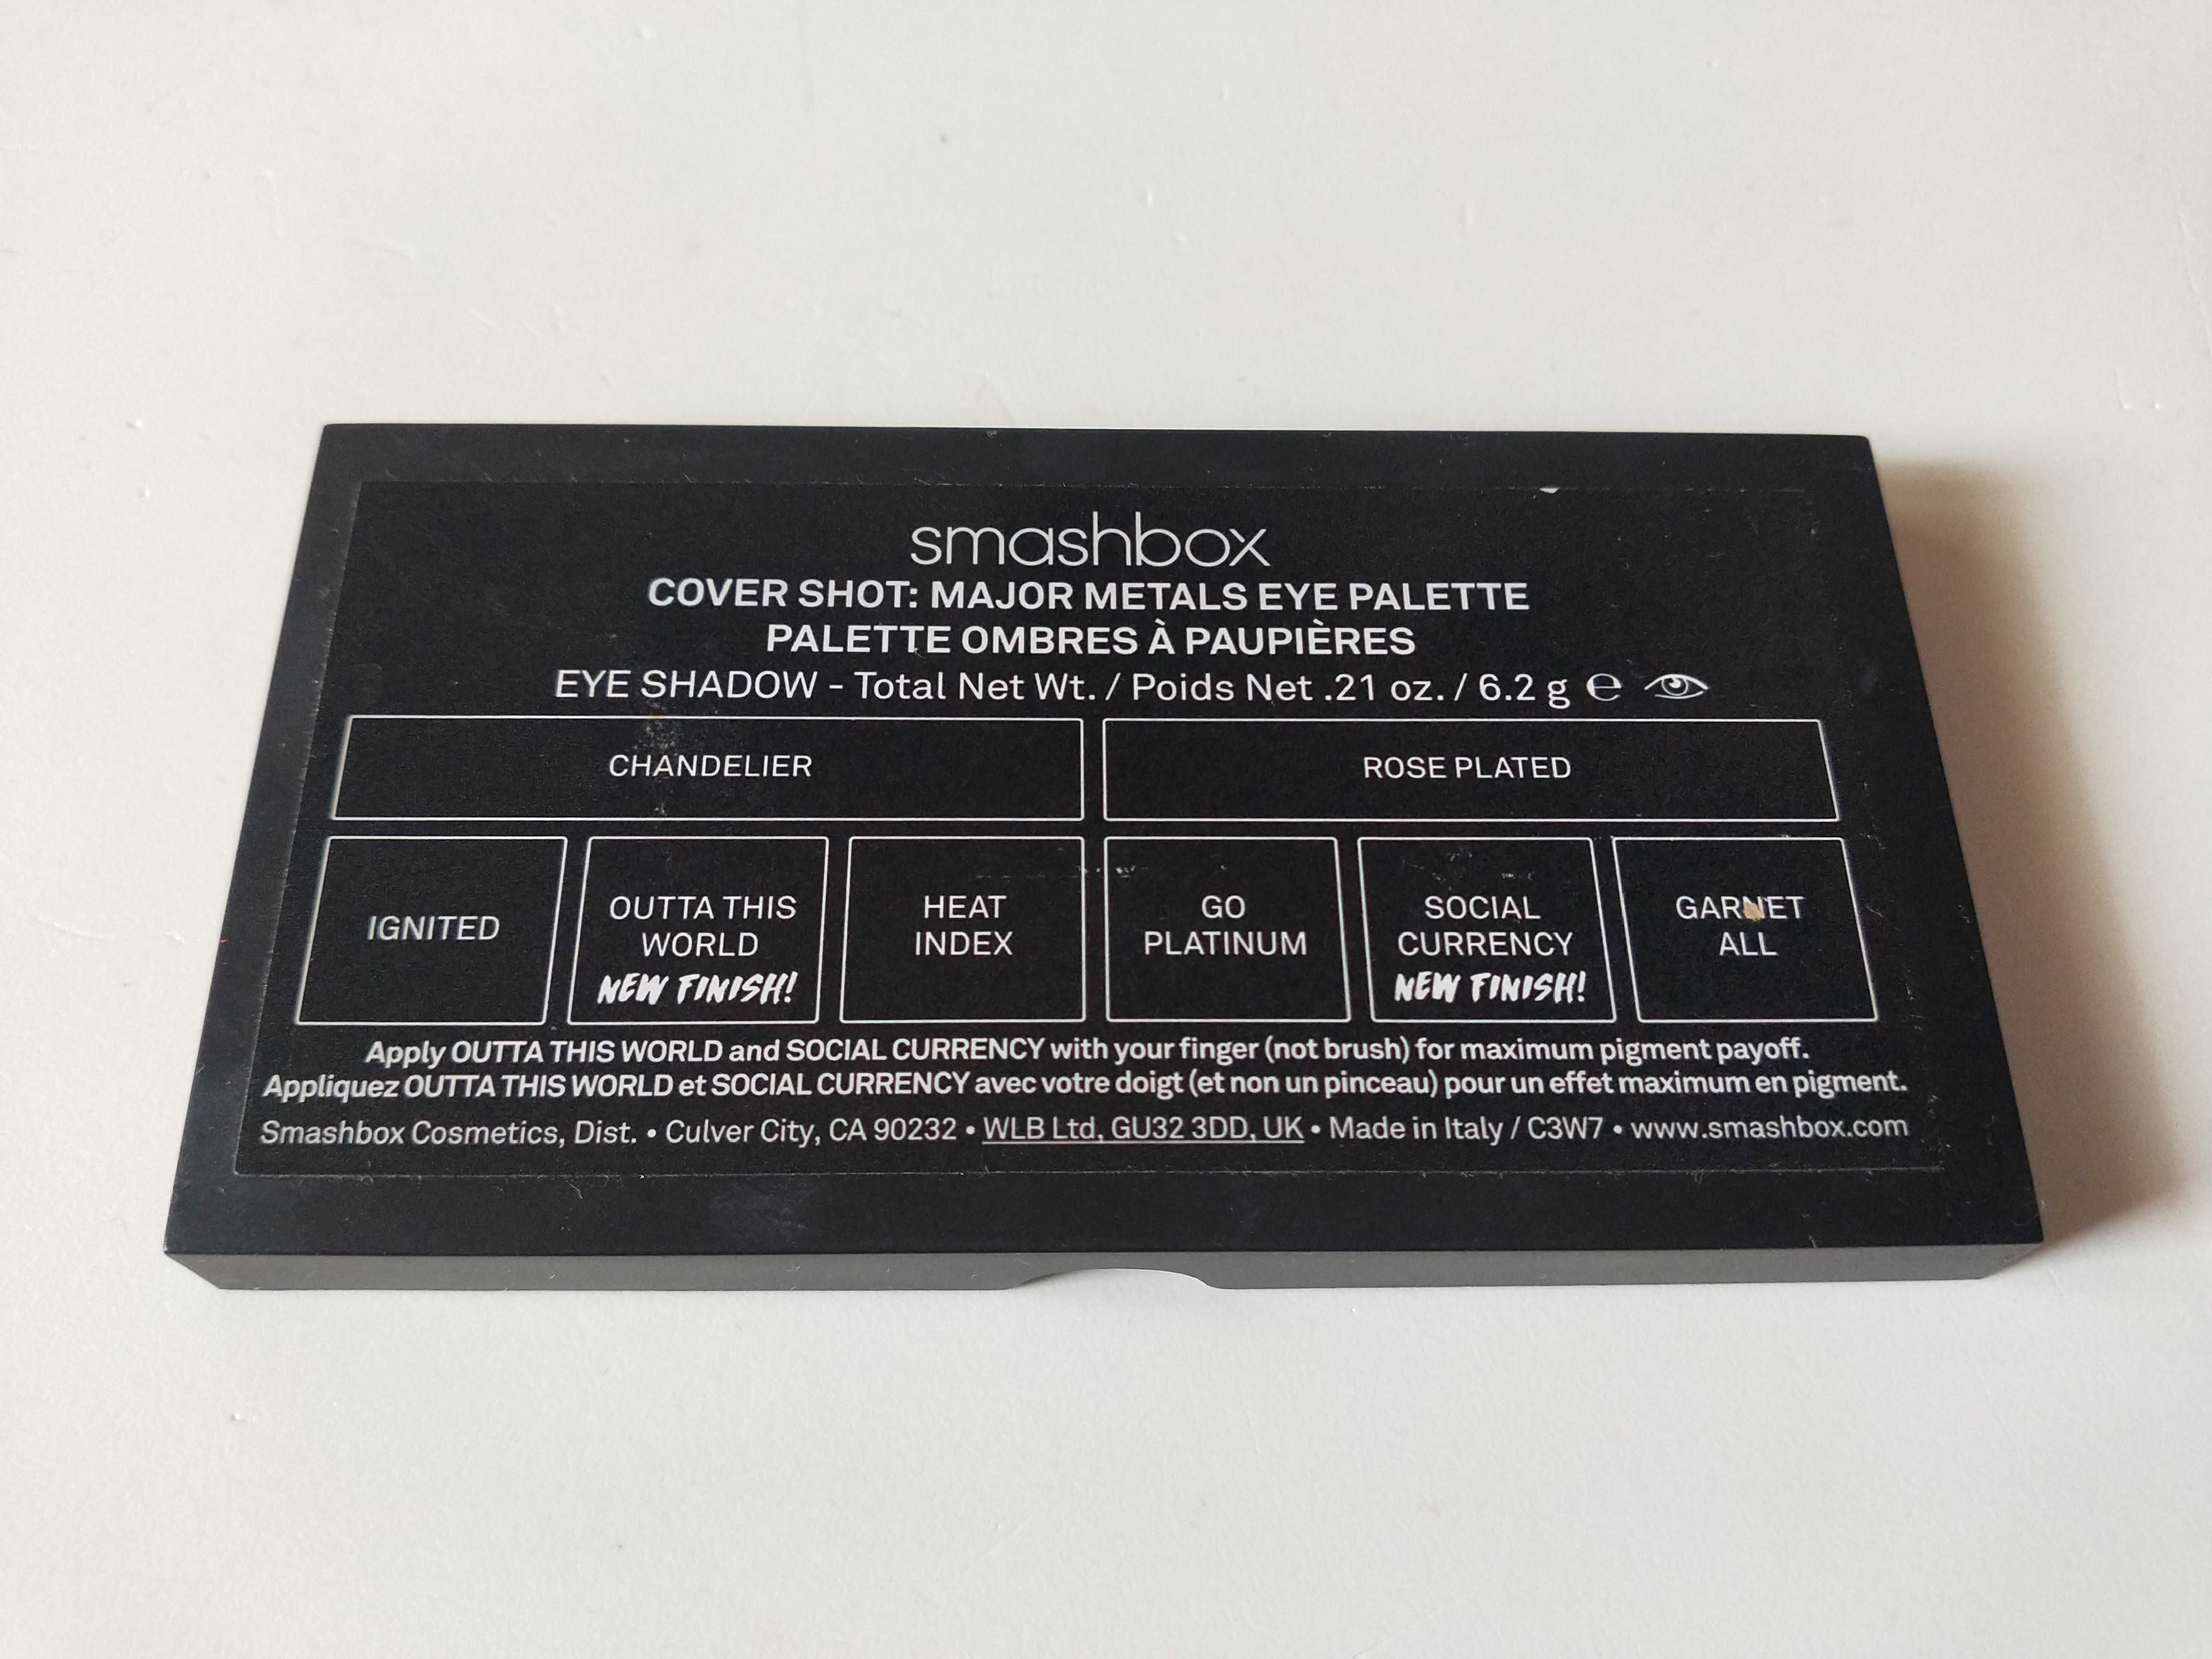 smashbox
COVER SHOT: MAJOR METALS EYE PALETTE
PALETTE OMBRES À PAUPIÈRES
EYE SHADOW - Total Net Wt. / Poids Net .21 oz. / 6.2 g ℮
CHANDELIER
ROSE PLATED
IGNITED
OUTTA THIS
WORLD
NEW FINISH!
HEAT
INDEX
GO
PLATINUM
SOCIAL
CURRENCY
NEW FINISH!
GARNET
ALL
Apply OUTTA THIS WORLD and SOCIAL CURRENCY with your finger (not brush) for maximum pigment payoff.
Appliquez OUTTA THIS WORLD et SOCIAL CURRENCY avec votre doigt (et non un pinceau) pour un effet maximum en pigment.
Smashbox Cosmetics, Dist. • Culver City, CA 90232 • WLB Ltd, GU32 3DD, UK • Made in Italy / C3W7 • www.smashbox.com